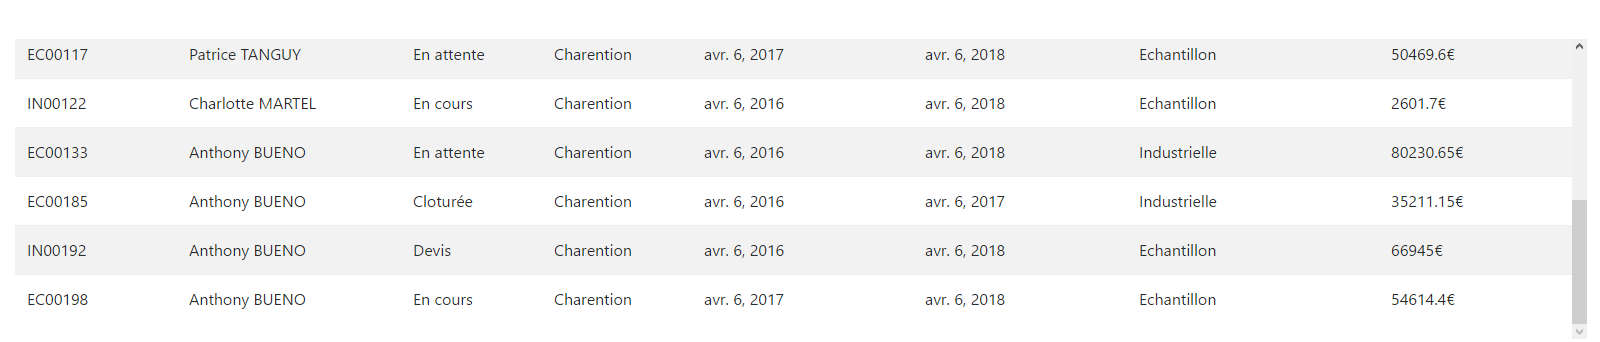 EC00117 Patrice TANGUY En attente Charention avr. 6, 2017 avr. 6, 2018 Echantillon 50469.6€
IN00122 Charlotte MARTEL En cours Charention avr. 6, 2016 avr. 6, 2018 Echantillon 2601.7€
EC00133 Anthony BUENO En attente Charention avr. 6, 2016 avr. 6, 2018 Industrielle 80230.65€
EC00185 Anthony BUENO Cloturée Charention avr. 6, 2016 avr. 6, 2017 Industrielle 35211.15€
IN00192 Anthony BUENO Devis Charention avr. 6, 2016 avr. 6, 2018 Echantillon 66945€
EC00198 Anthony BUENO En cours Charention avr. 6, 2017 avr. 6, 2018 Echantillon 54614.4€